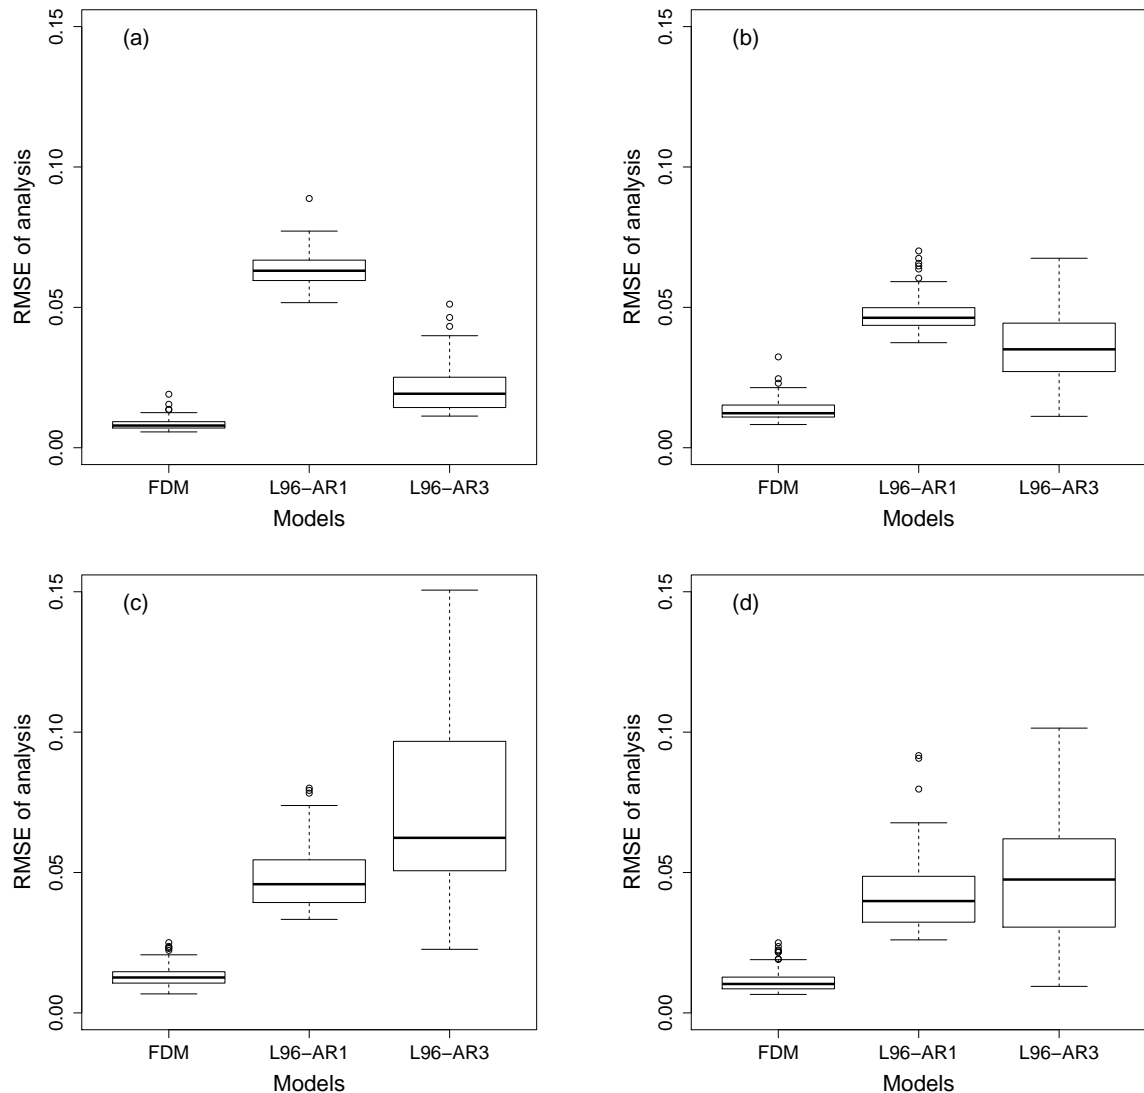 (a)
0.15
0.10
0.05
0.00
RMSE of analysis
FDM L96−AR1 L96−AR3
Models
(b)
0.15
0.10
0.05
0.00
RMSE of analysis
FDM L96−AR1 L96−AR3
Models
(c)
0.15
0.10
0.05
0.00
RMSE of analysis
FDM L96−AR1 L96−AR3
Models
(d)
0.15
0.10
0.05
0.00
RMSE of analysis
FDM L96−AR1 L96−AR3
Models